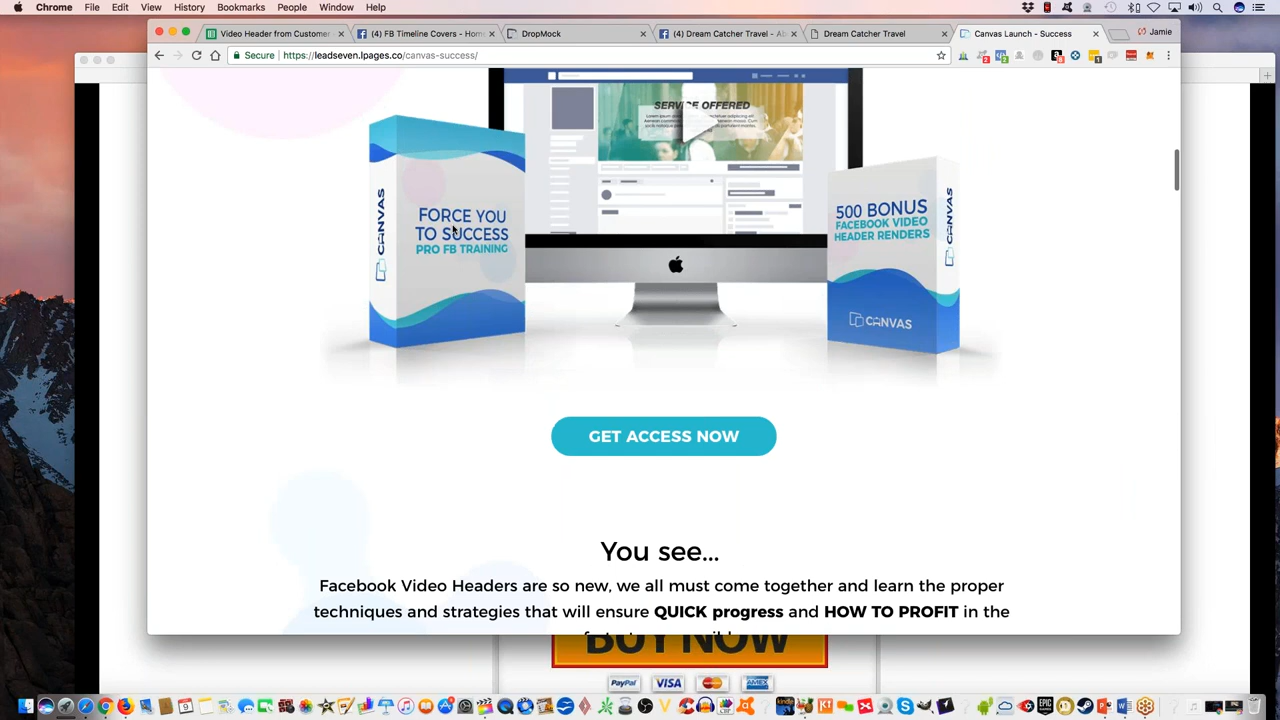 Chrome File Edit View History Bookmarks People Window Help
Video Header from Customer
(4) FB Timeline Covers - Hom
DropMock
(4) Dream Catcher Travel - Ab
Dream Catcher Travel
Canvas Launch - Success
Jamie
Secure https://leadseven.lpages.co/canvas-success/
SERVICE OFFERED
CANVAS
FORCE YOU
TO SUCCESS
PRO FB TRAINING
500 BONUS
FACEBOOK VIDEO
HEADER RENDERS
CANVAS
CANVAS
GET ACCESS NOW
You see...
Facebook Video Headers are so new, we all must come together and learn the proper
techniques and strategies that will ensure QUICK progress and HOW TO PROFIT in the
BUY NOW
PayPal VISA MasterCard AMEX